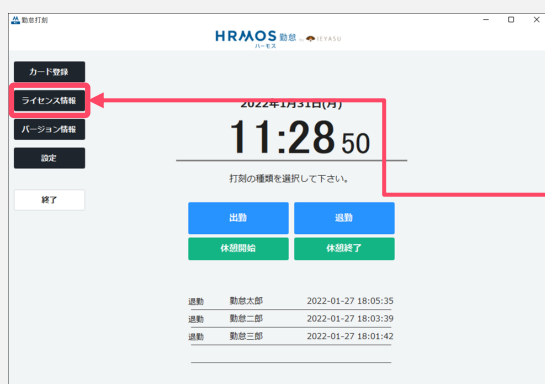 勤怠打刻
HRMOS 勤怠 by IEYASU
ハーモス
カード登録
ライセンス情報
バージョン情報
設定
終了
2022年1月31日(月)
11:28 50
打刻の種類を選択して下さい。
出勤 退勤
休憩開始 休憩終了
退勤 勤怠太郎 2022-01-27 18:05:35
退勤 勤怠二郎 2022-01-27 18:03:39
退勤 勤怠三郎 2022-01-27 18:01:42